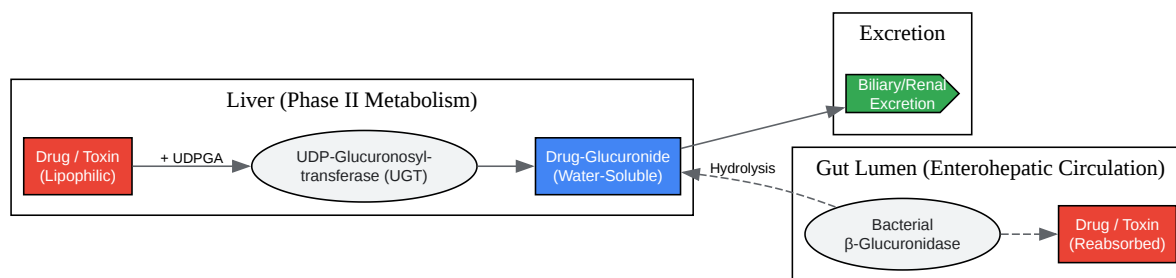 Liver (Phase II Metabolism)
Drug / Toxin
(Lipophilic)
+ UDPGA
UDP-Glucuronosyl-
transferase (UGT)
Drug-Glucuronide
(Water-Soluble)
Excretion
Biliary/Renal
Excretion
Hydrolysis
Gut Lumen (Enterohepatic Circulation)
Bacterial
β-Glucuronidase
Drug / Toxin
(Reabsorbed)